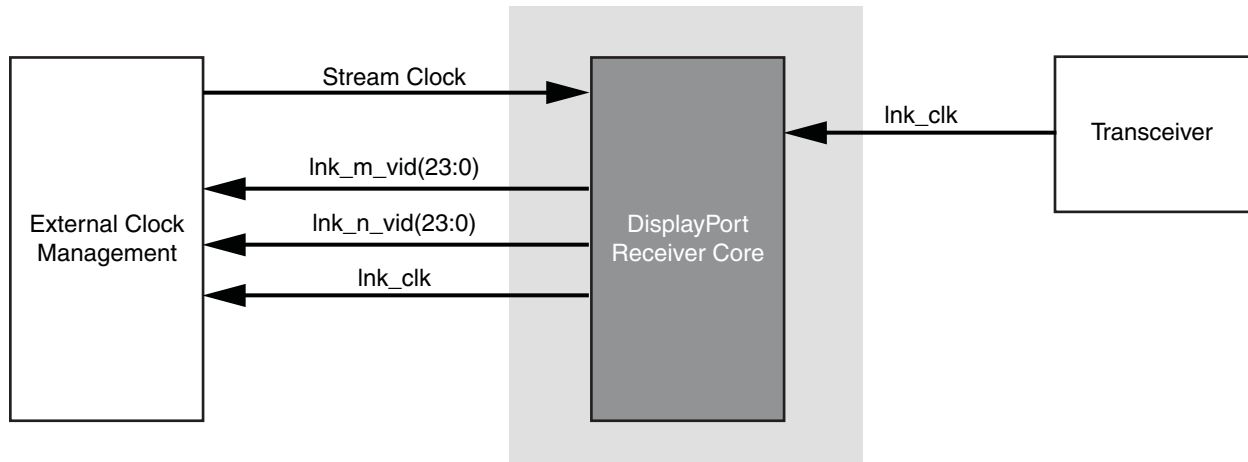 Stream Clock
lnk_m_vid(23:0)
lnk_n_vid(23:0)
lnk_clk
External Clock
Management
DisplayPort
Receiver Core
lnk_clk
Transceiver